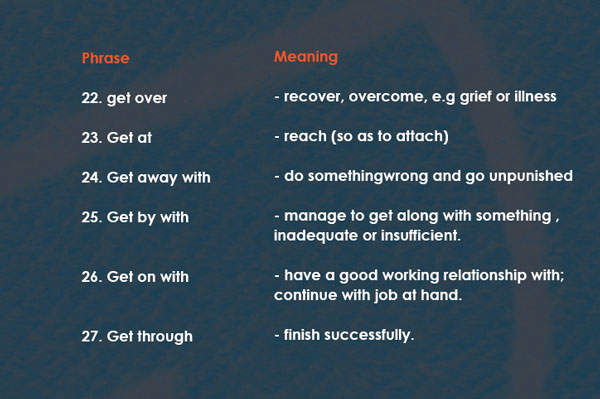 Phrase Meaning
22. get over - recover, overcome, e.g grief or illness
23. Get at - reach (so as to attach)
24. Get away with - do somethingwrong and go unpunished
25. Get by with - manage to get along with something ,
inadequate or insufficient.
26. Get on with - have a good working relationship with;
continue with job at hand.
27. Get through - finish successfully.